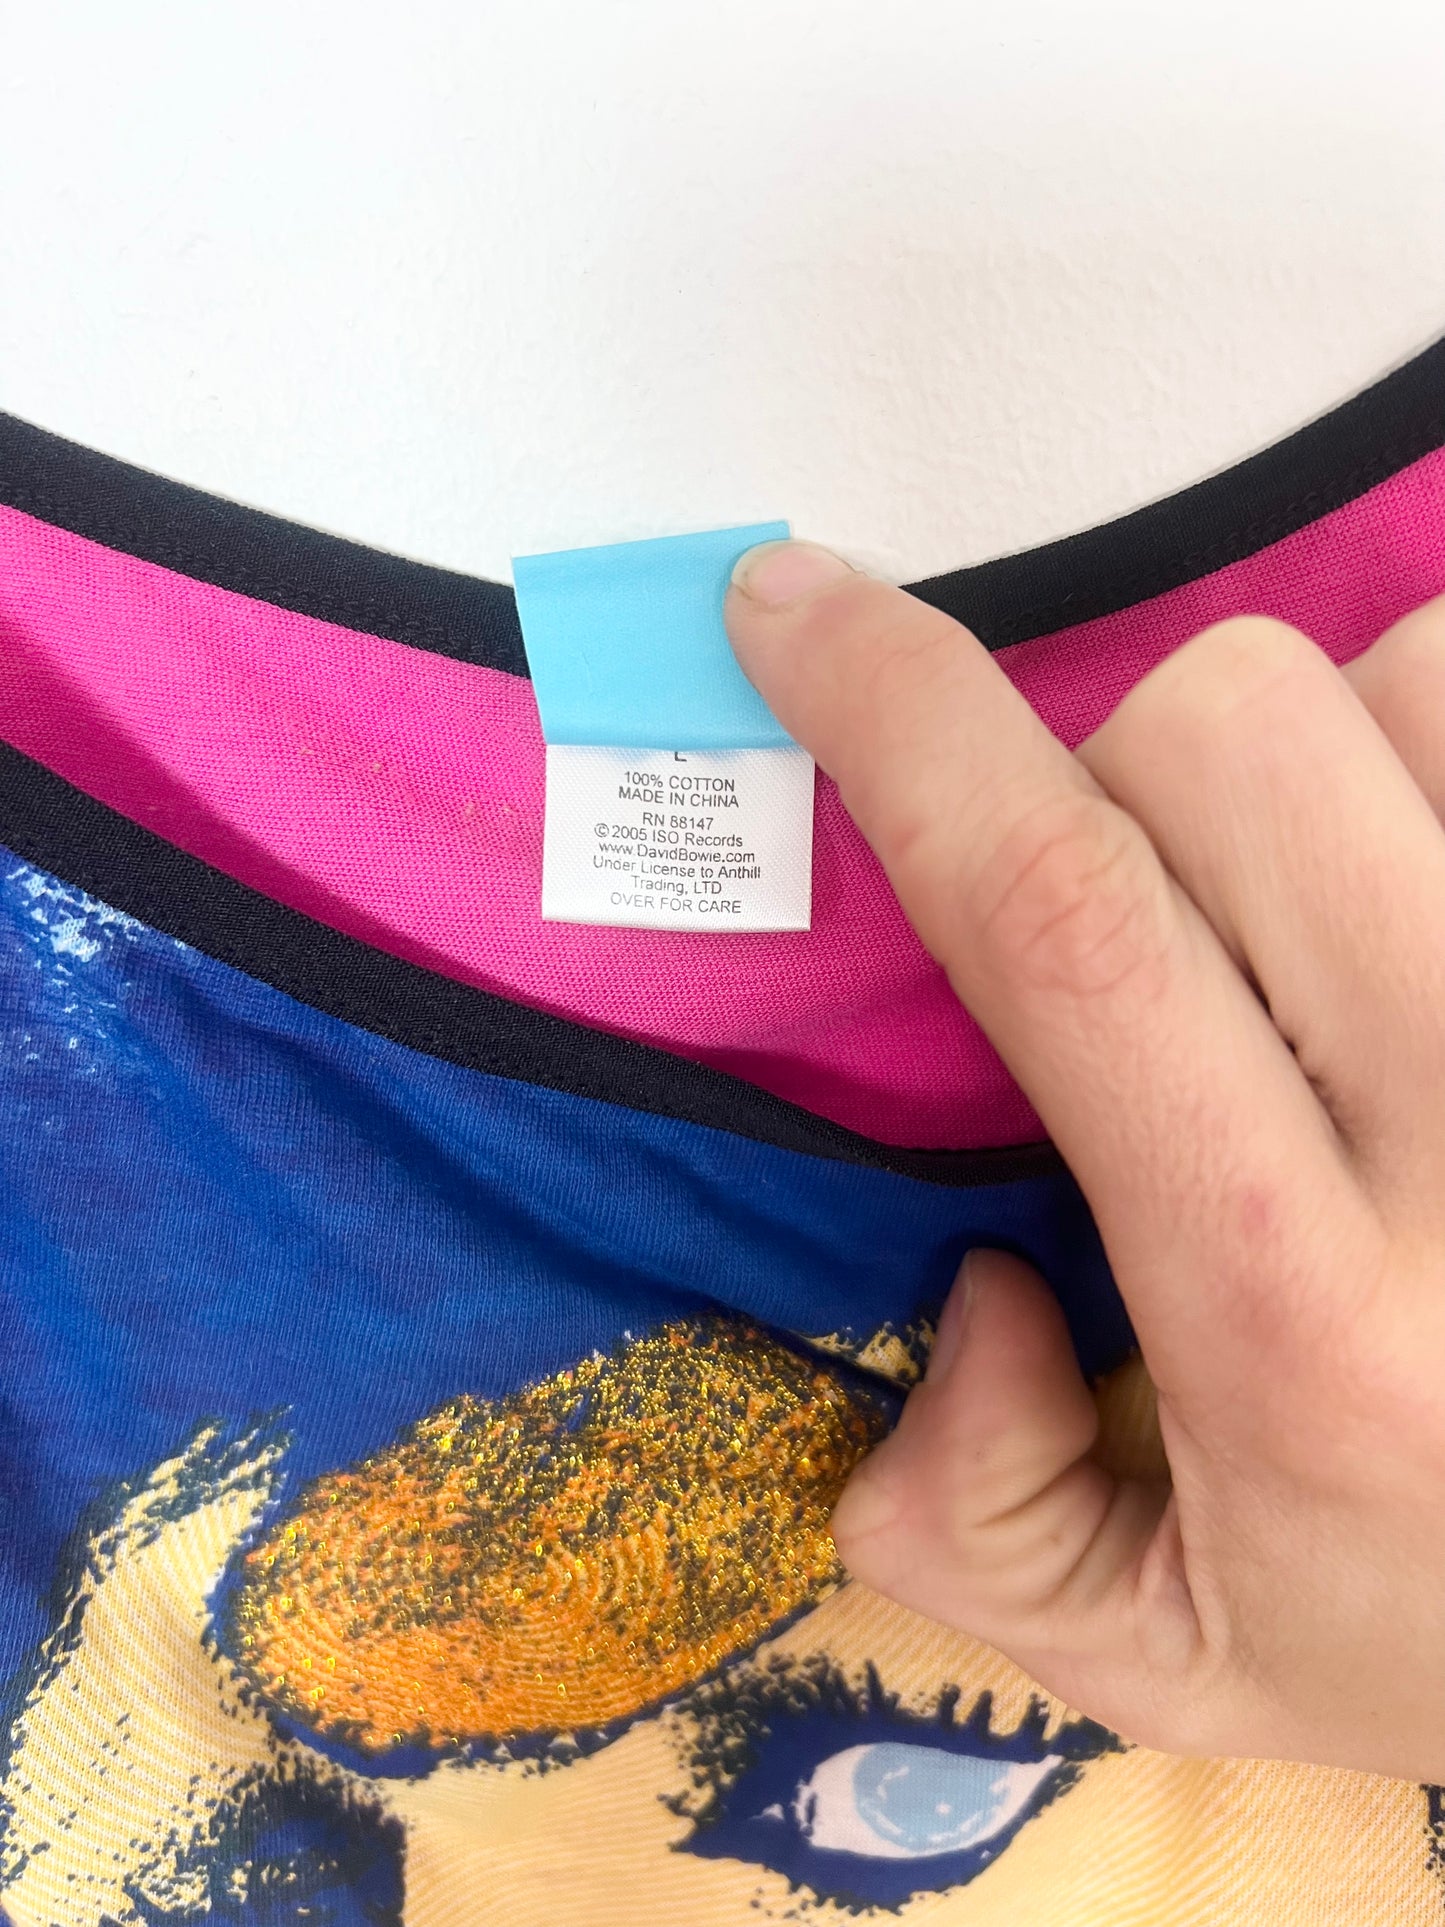 L
100% COTTON
MADE IN CHINA
RN 88147
©2005 ISO Records
www.DavidBowie.com
Under License to Anthill
Trading, LTD
OVER FOR CARE